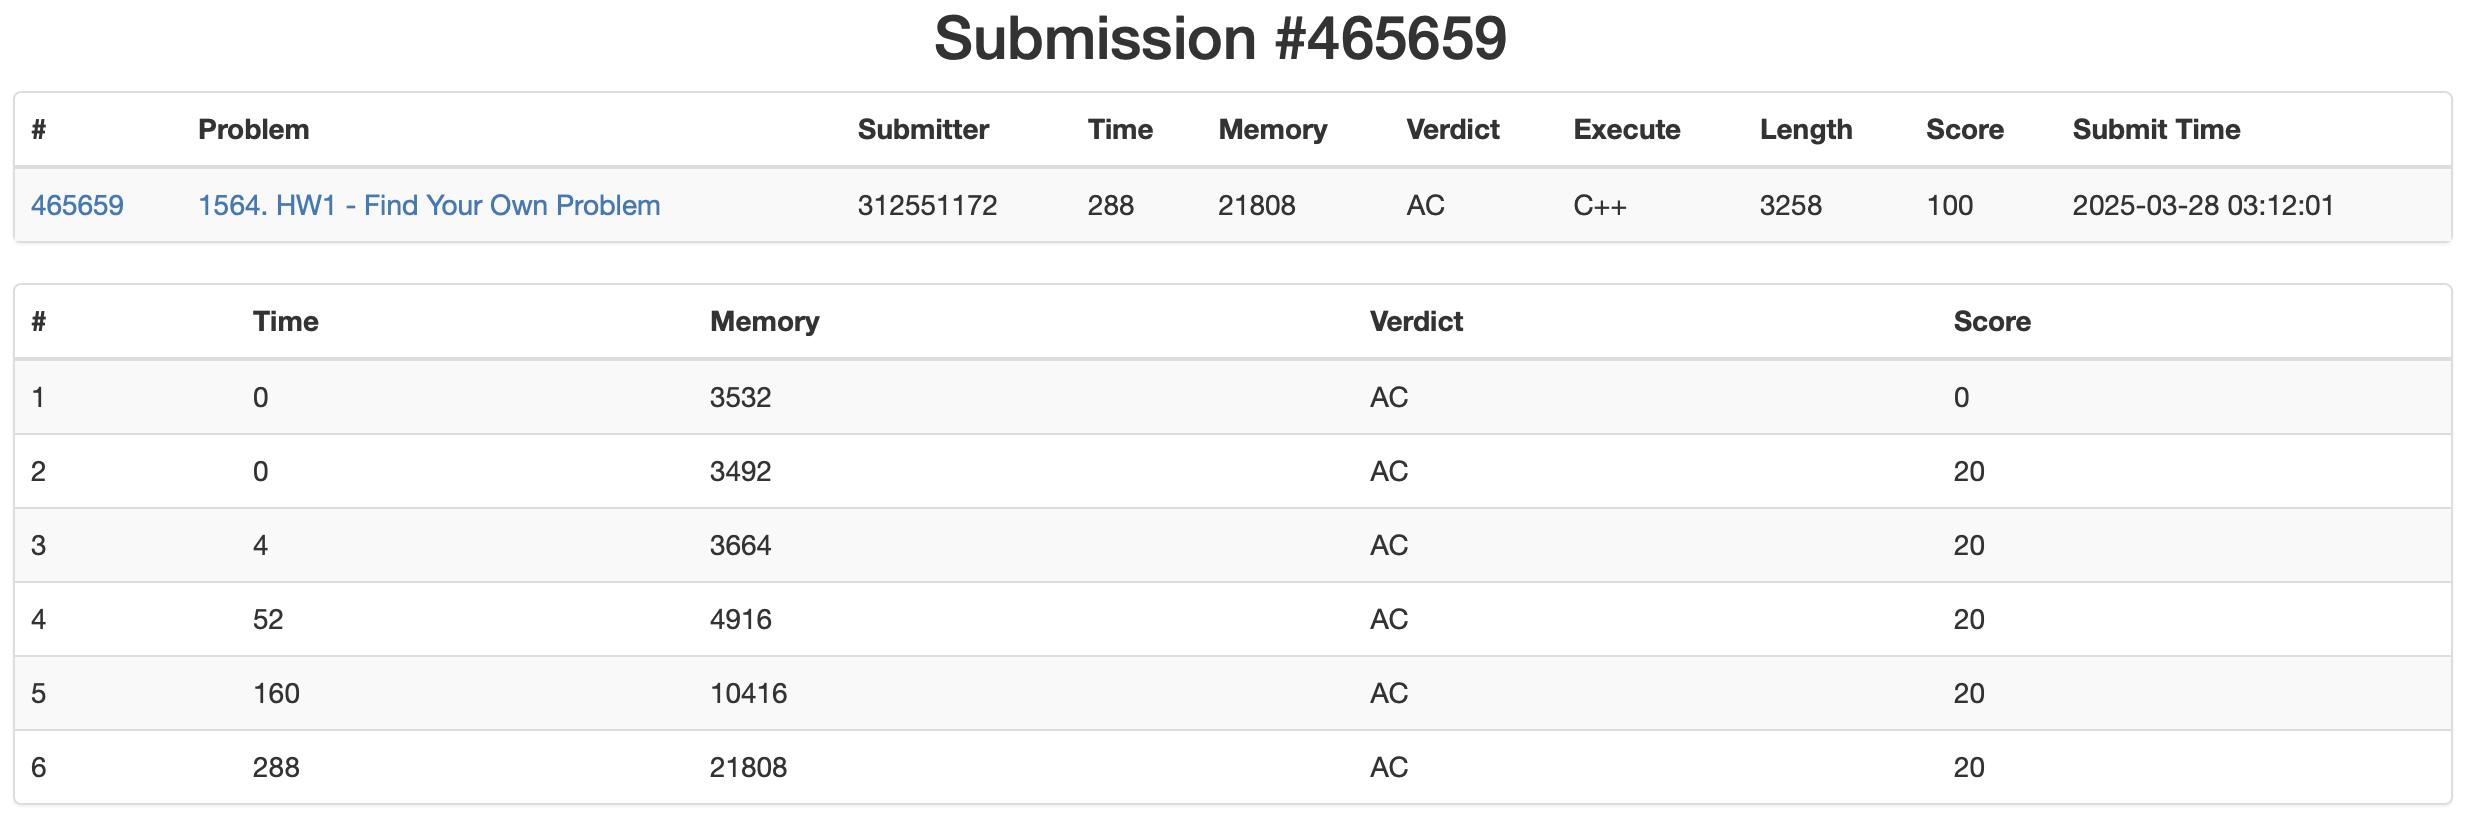 Submission #465659
# Problem Submitter Time Memory Verdict Execute Length Score Submit Time
465659 1564. HW1 - Find Your Own Problem 312551172 288 21808 AC C++ 3258 100 2025-03-28 03:12:01
# Time Memory Verdict Score
1 0 3532 AC 0
2 0 3492 AC 20
3 4 3664 AC 20
4 52 4916 AC 20
5 160 10416 AC 20
6 288 21808 AC 20